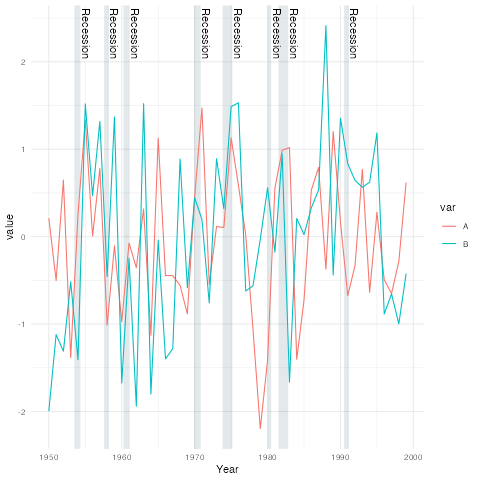 Recession
Recession
Recession
Recession
Recession
Recession
Recession
Recession
2
1
0
-1
-2
value
1950
1960
1970
1980
1990
2000
Year
var
A
B